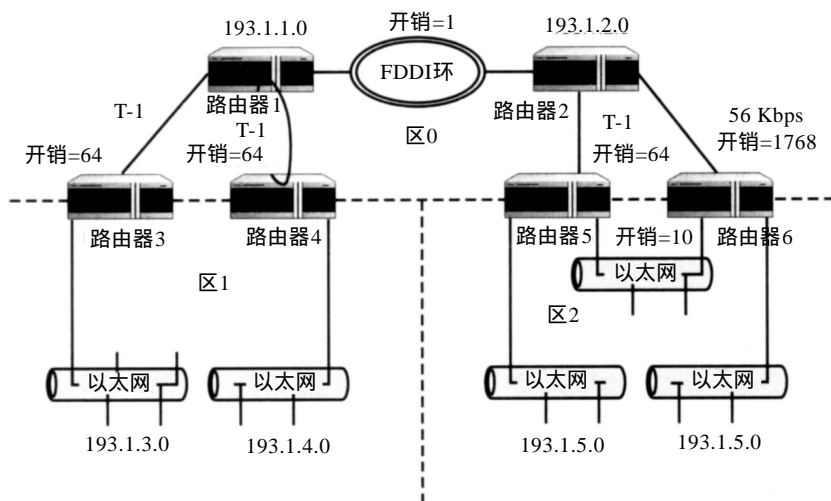 193.1.1.0
开销=1
193.1.2.0
FDDI环
路由器1
路由器2
T-1
T-1
区0
T-1
56 Kbps
开销=1768
开销=64
开销=64
开销=64
路由器3
路由器4
路由器5
开销=10
路由器6
区1
以太网
区2
以太网
以太网
以太网
以太网
193.1.3.0
193.1.4.0
193.1.5.0
193.1.5.0